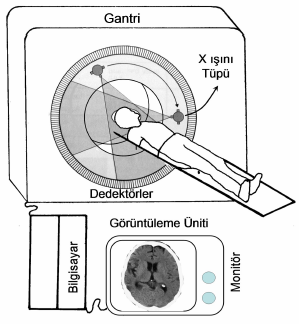 Gantri
X ışını
Tüpü
Dedektörler
Görüntüleme Üniti
Bilgisayar
Monitör